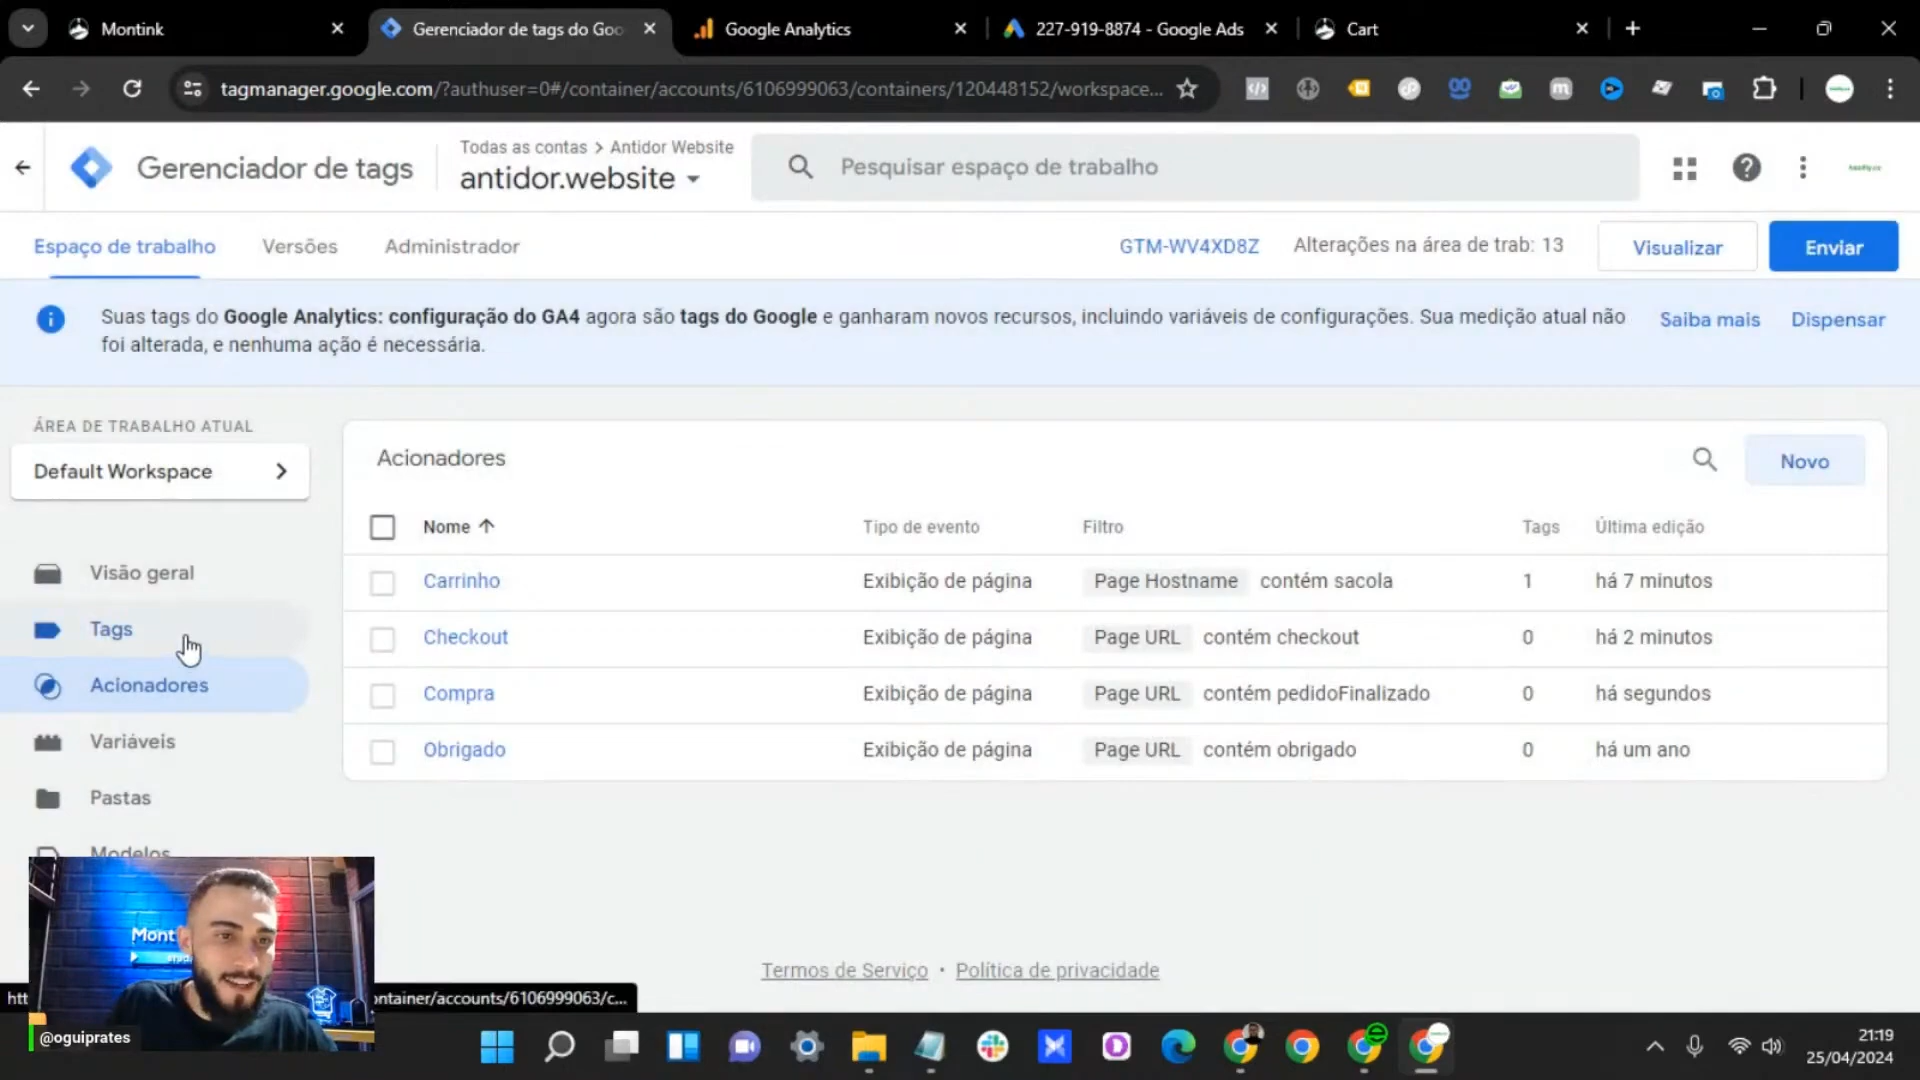 Montink
Gerenciador de tags do Goo
Google Analytics
227-919-8874 - Google Ads
Cart
tagmanager.google.com/?authuser=0#/container/accounts/6106999063/containers/120448152/workspace...
Gerenciador de tags
Todas as contas > Antidor Website
antidor.website
Pesquisar espaço de trabalho
Espaço de trabalho
Versões
Administrador
GTM-WV4XD8Z
Alterações na área de trab: 13
Visualizar
Enviar
Suas tags do Google Analytics: configuração do GA4 agora são tags do Google e ganharam novos recursos, incluindo variáveis de configurações. Sua medição atual não
foi alterada, e nenhuma ação é necessária.
Saiba mais
Dispensar
ÁREA DE TRABALHO ATUAL
Default Workspace
Visão geral
Tags
Acionadores
Variáveis
Pastas
Modelos
Acionadores
Novo
Nome
Tipo de evento
Filtro
Tags
Última edição
Carrinho Exibição de página Page Hostname contém sacola 1 há 7 minutos
Checkout Exibição de página Page URL contém checkout 0 há 2 minutos
Compra Exibição de página Page URL contém pedidoFinalizado 0 há segundos
Obrigado Exibição de página Page URL contém obrigado 0 há um ano
Termos de Serviço • Política de privacidade
Mont
htt
ontainer/accounts/6106999063/c...
@oguiprates
21:19
25/04/2024